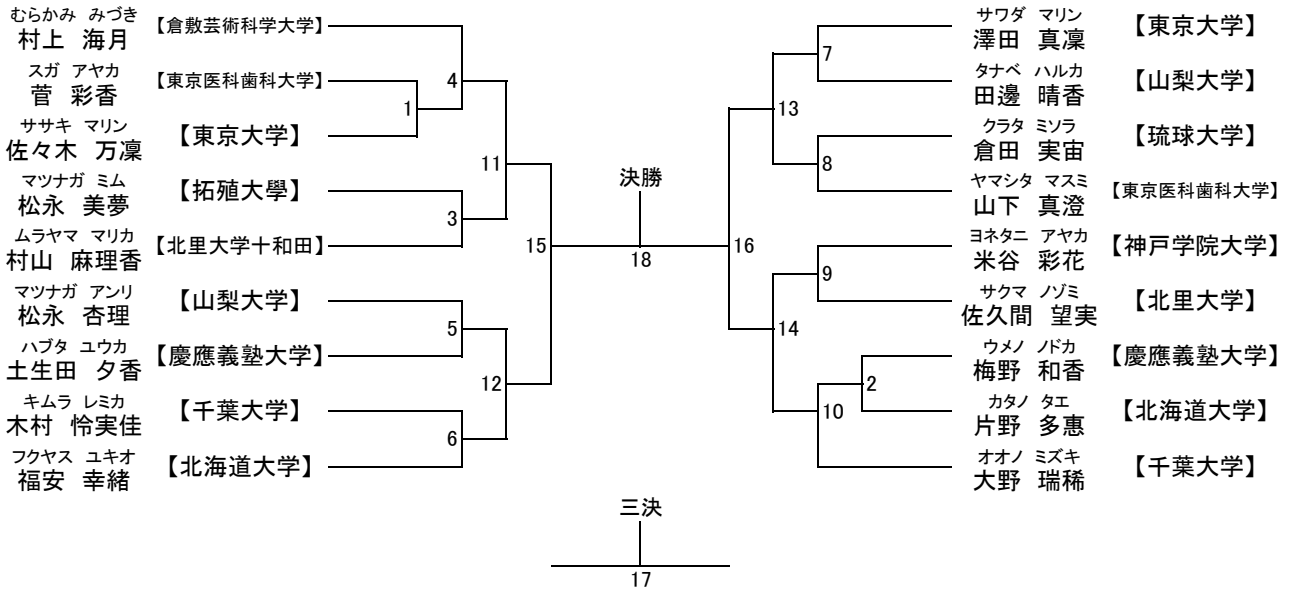 むらかみ みづき
村上 海月 【倉敷芸術科学大学】
スガ アヤカ
菅 彩香 【東京医科歯科大学】
ササキ マリン
佐々木 万凜 【東京大学】
マツナガ ミム
松永 美夢 【拓殖大學】
ムラヤマ マリカ
村山 麻理香 【北里大学十和田】
マツナガ アンリ
松永 杏理 【山梨大学】
ハブタ ユウカ
土生田 夕香 【慶應義塾大学】
キムラ レミカ
木村 怜実佳 【千葉大学】
フクヤス ユキオ
福安 幸緒 【北海道大学】
1
4
3
5
6
11
12
15
決勝
18
三決
17
16
13
14
7
8
9
2
10
サワダ マリン
澤田 真凜 【東京大学】
タナベ ハルカ
田邊 晴香 【山梨大学】
クラタ ミソラ
倉田 実宙 【琉球大学】
ヤマシタ マスミ
山下 真澄 【東京医科歯科大学】
ヨネタニ アヤカ
米谷 彩花 【神戸学院大学】
サクマ ノゾミ
佐久間 望実 【北里大学】
ウメノ ノドカ
梅野 和香 【慶應義塾大学】
カタノ タエ
片野 多惠 【北海道大学】
オオノ ミズキ
大野 瑞稀 【千葉大学】